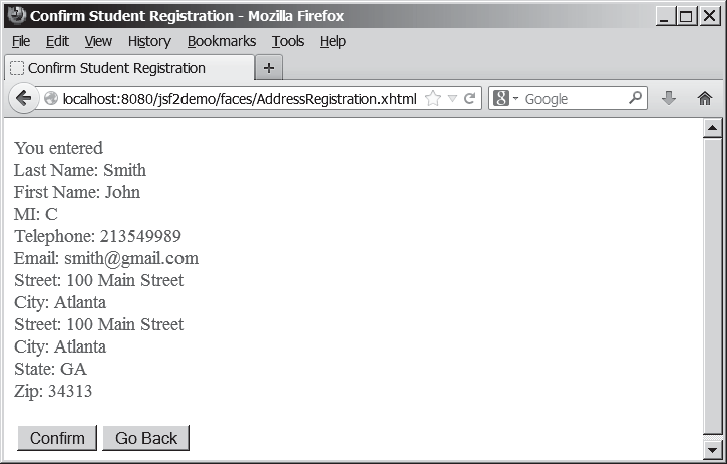 Confirm Student Registration - Mozilla Firefox
File Edit View History Bookmarks Tools Help
Confirm Student Registration +
localhost:8080/jsf2demo/faces/AddressRegistration.xhtml 8 Google
You entered
Last Name: Smith
First Name: John
MI: C
Telephone: 213549989
Email: smith@gmail.com
Street: 100 Main Street
City: Atlanta
Street: 100 Main Street
City: Atlanta
State: GA
Zip: 34313
Confirm Go Back